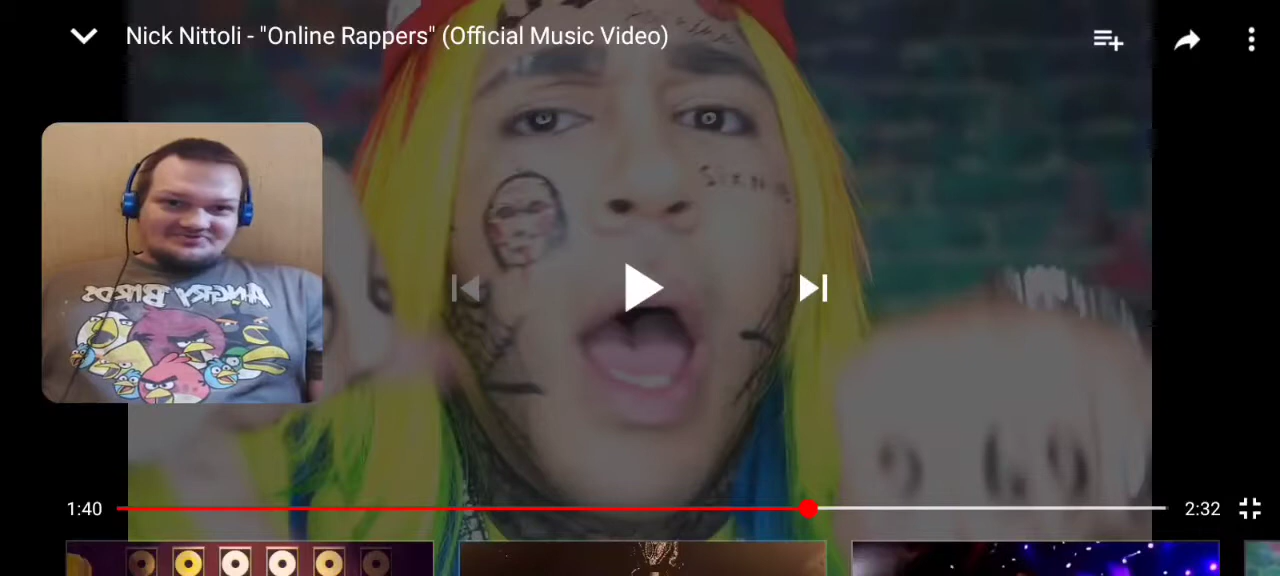 Nick Nittoli - "Online Rappers" (Official Music Video)
ANGRY BIRDS
1:40
2:32